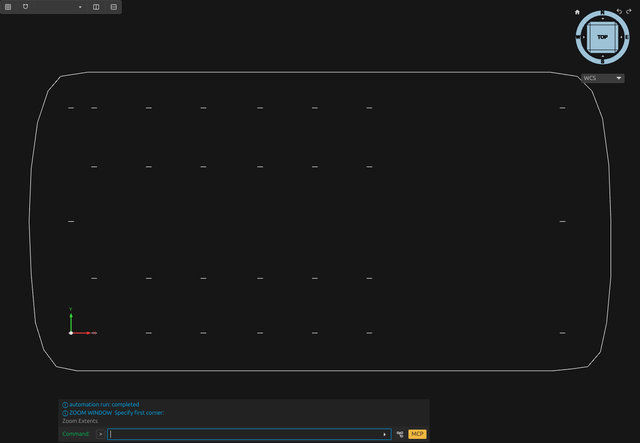 N
W
TOP
E
S
WCS
Y
automation run: completed
ZOOM WINDOW Specify first corner:
Zoom Extents
Command:
>
MCP